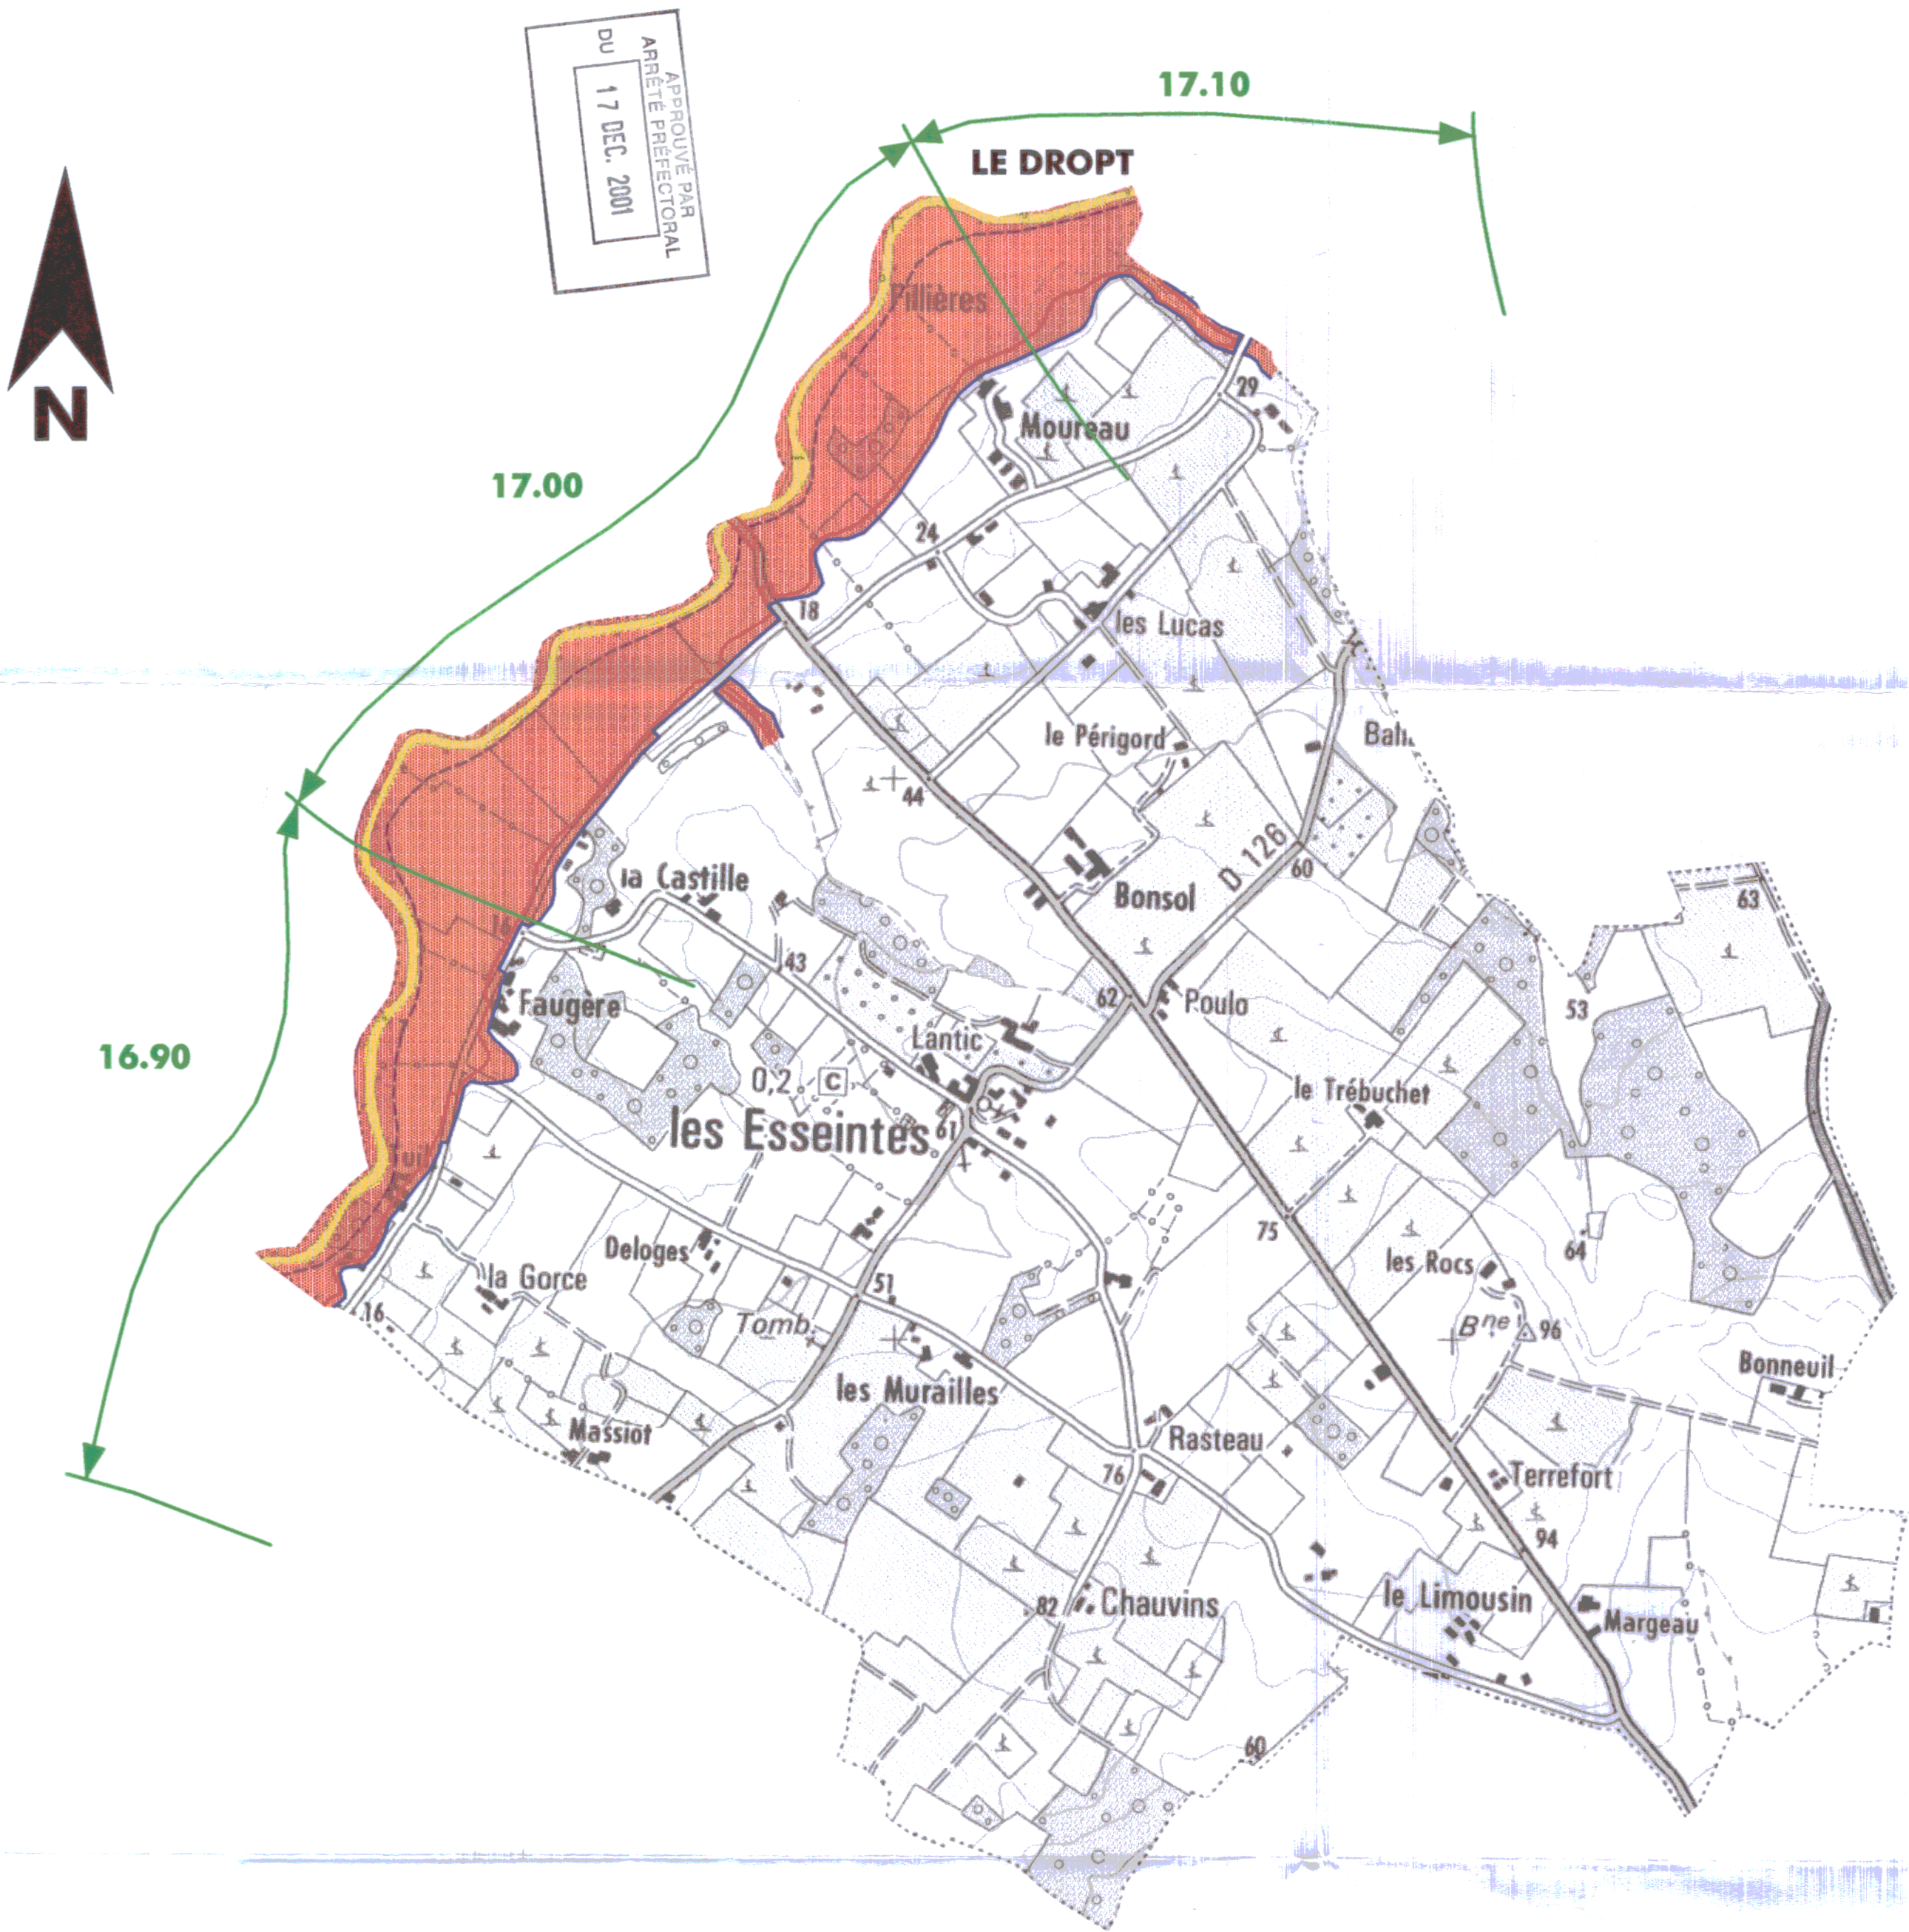 APPROUVÉ PAR
ARRÊTÉ PRÉFECTORAL
DU 17 DEC. 2001
17.10
LE DROPT
N
Pillières
29
Moureau
17.00
24
18
les Lucas
le Périgord
44
D 126
60
la Castille
Bonsol
63
16
43
62
Poulo
53
Faugère
Lantic
16.90
0,2
C
le Trébuchet
les Esseintes
61
75
64
Deloges
les Rocs
la Gorce
51
16
Tomb.
Bne
96
Bonneuil
les Murailles
Massiot
Rasteau
76
Terrefort
94
82
Chauvins
le Limousin
Margeau
60